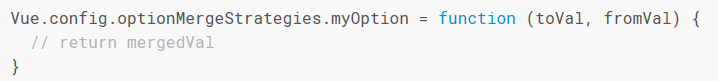 Vue.config.optionMergeStrategies.myOption = function (toVal, fromVal) {
  // return mergedVal
}